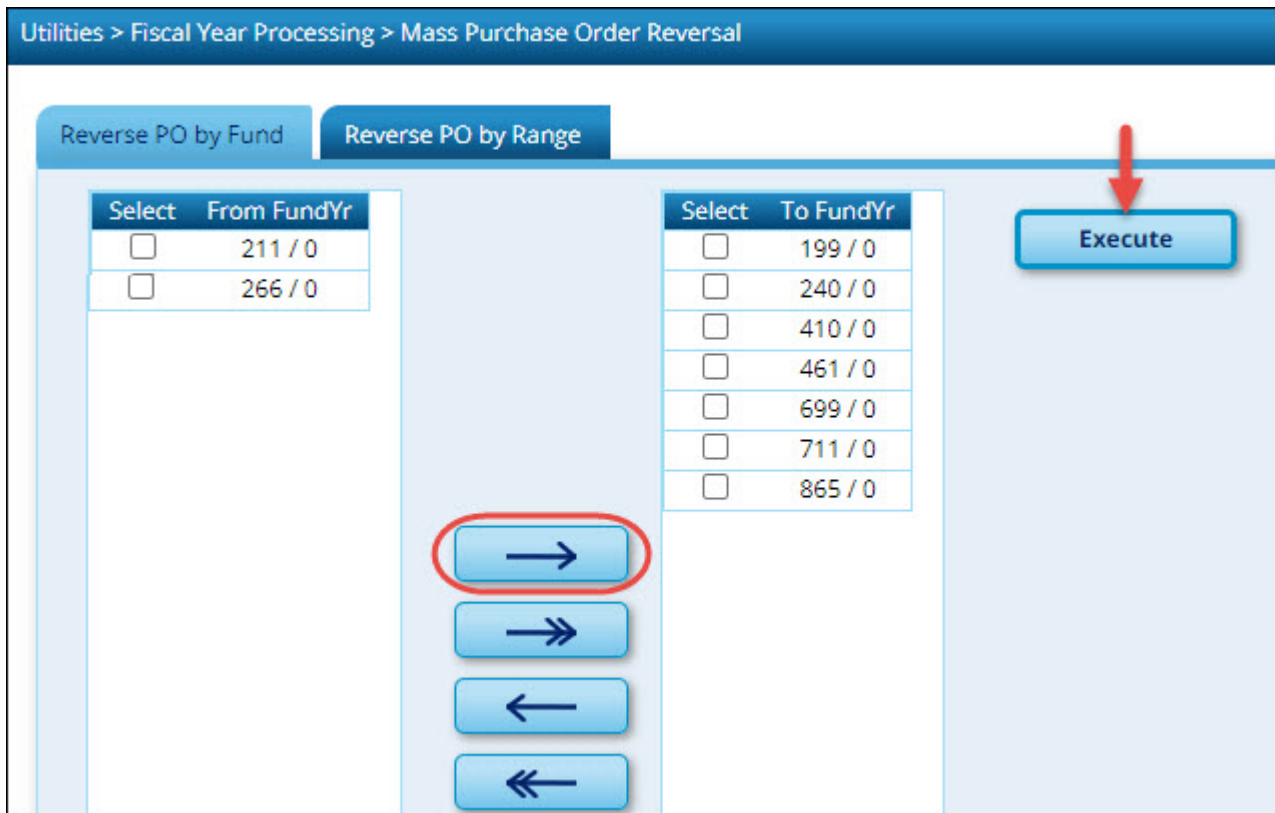 Utilities > Fiscal Year Processing > Mass Purchase Order Reversal
Reverse PO by Fund
Reverse PO by Range
Select From FundYr
211 / 0
266 / 0
Select To FundYr
199 / 0
240 / 0
410 / 0
461 / 0
699 / 0
711 / 0
865 / 0
Execute